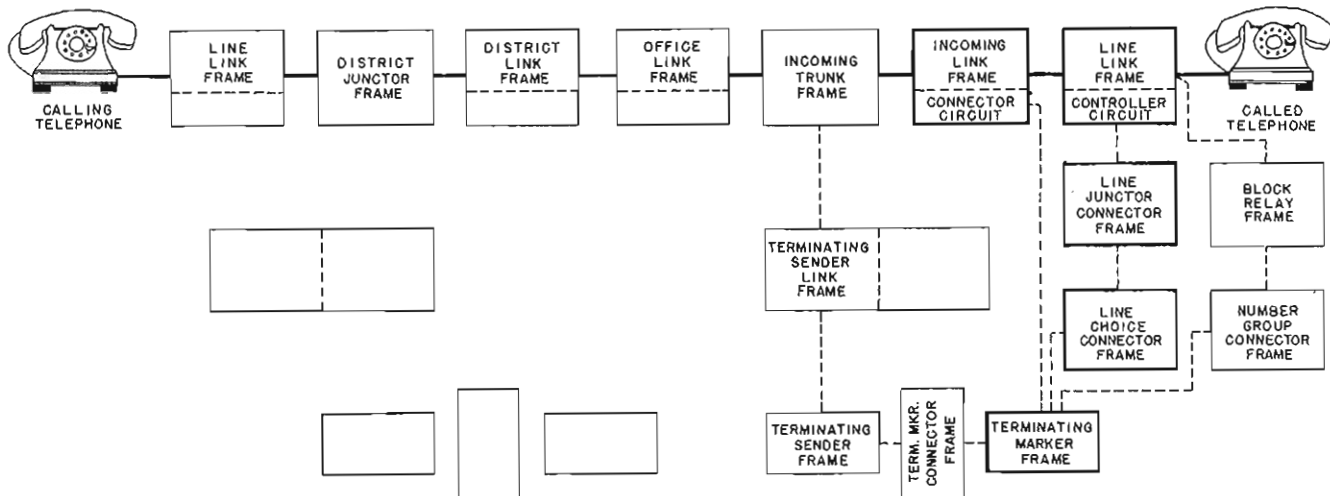 CALLING
TELEPHONE
LINE
LINK
FRAME
DISTRICT
JUNCTOR
FRAME
DISTRICT
LINK
FRAME
OFFICE
LINK
FRAME
INCOMING
TRUNK
FRAME
INCOMING
LINK
FRAME
CONNECTOR
CIRCUIT
LINE
LINK
FRAME
CONTROLLER
CIRCUIT
CALLED
TELEPHONE
LINE
JUNCTOR
CONNECTOR
FRAME
BLOCK
RELAY
FRAME
TERMINATING
SENDER
LINK
FRAME
LINE
CHOICE
CONNECTOR
FRAME
NUMBER
GROUP
CONNECTOR
FRAME
TERMINATING
SENDER
FRAME
TERM. MKR.
CONNECTOR
FRAME
TERMINATING
MARKER
FRAME